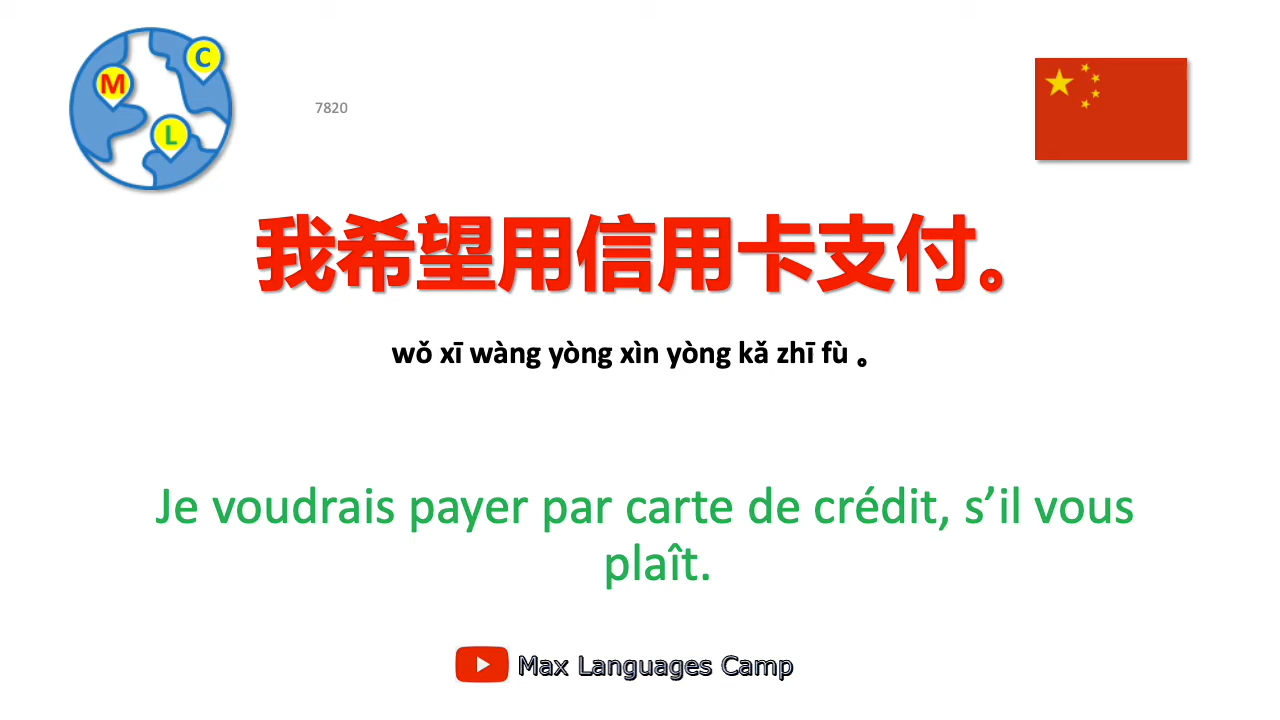 C
M
L
7820
我希望用信用卡支付。
wǒ xī wàng yòng xìn yòng kǎ zhī fù 。
Je voudrais payer par carte de crédit, s’il vous
plaît.
Max Languages Camp